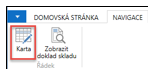 DOMOVSKÁ STRÁNKA NAVIGACE
Karta Zobrazit
doklad skladu
Řádek